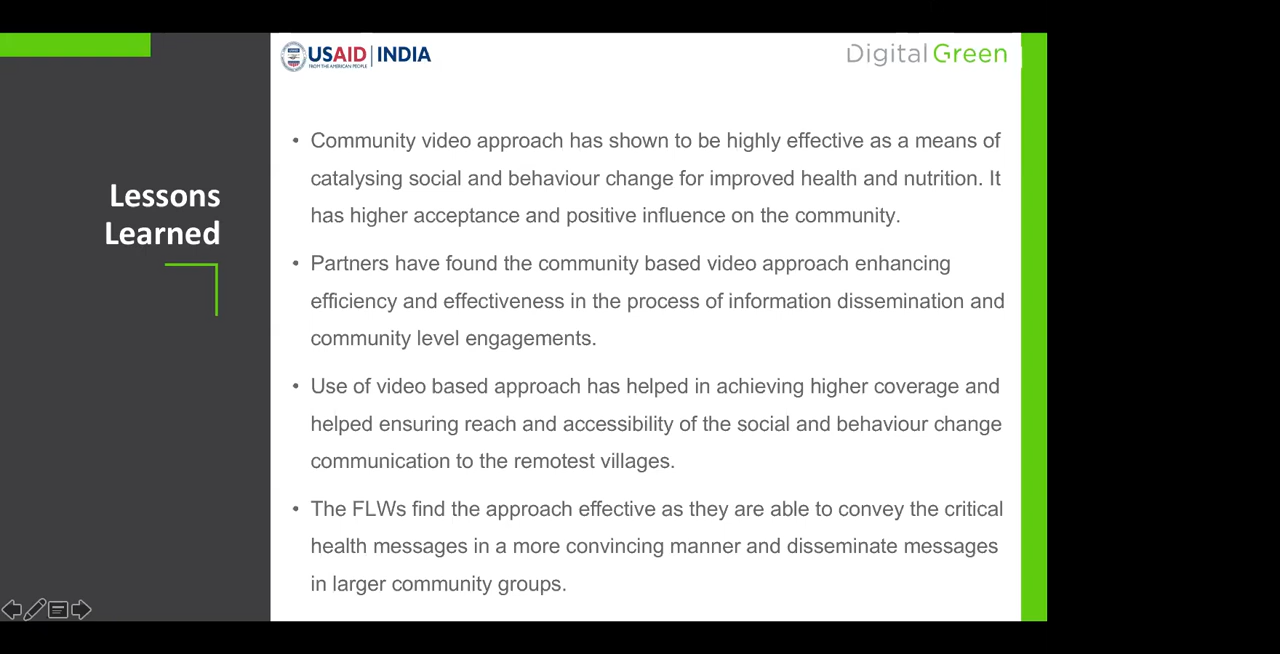 USAID | INDIA
FROM THE AMERICAN PEOPLE
Digital Green
Lessons
Learned
• Community video approach has shown to be highly effective as a means of
catalysing social and behaviour change for improved health and nutrition. It
has higher acceptance and positive influence on the community.
• Partners have found the community based video approach enhancing
efficiency and effectiveness in the process of information dissemination and
community level engagements.
• Use of video based approach has helped in achieving higher coverage and
helped ensuring reach and accessibility of the social and behaviour change
communication to the remotest villages.
• The FLWs find the approach effective as they are able to convey the critical
health messages in a more convincing manner and disseminate messages
in larger community groups.